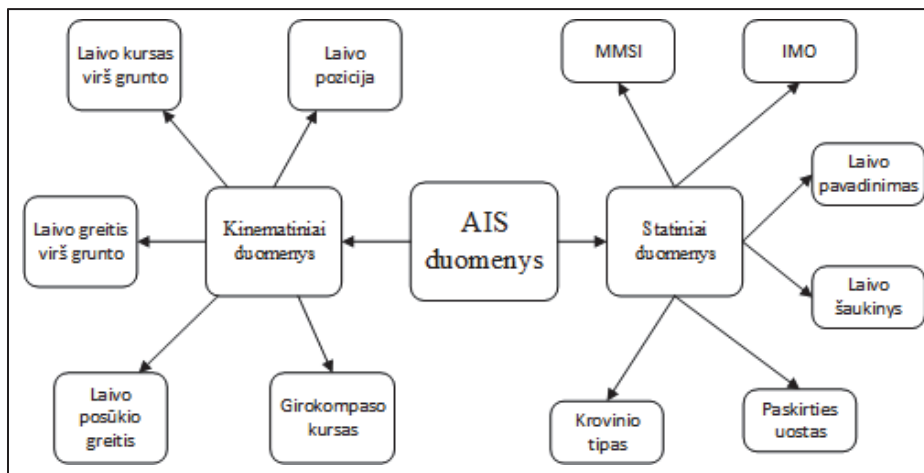 Laivo kursas
virš grunto
Laivo
pozicija
MMSI
IMO
Laivo
pavadinimas
Laivo greitis
virš grunto
Kinematiniai
duomenys
AIS
duomenys
Statiniai
duomenys
Laivo
šaukinys
Laivo
posūkio
greitis
Girokompaso
kursas
Krovinio
tipas
Paskirties
uostas